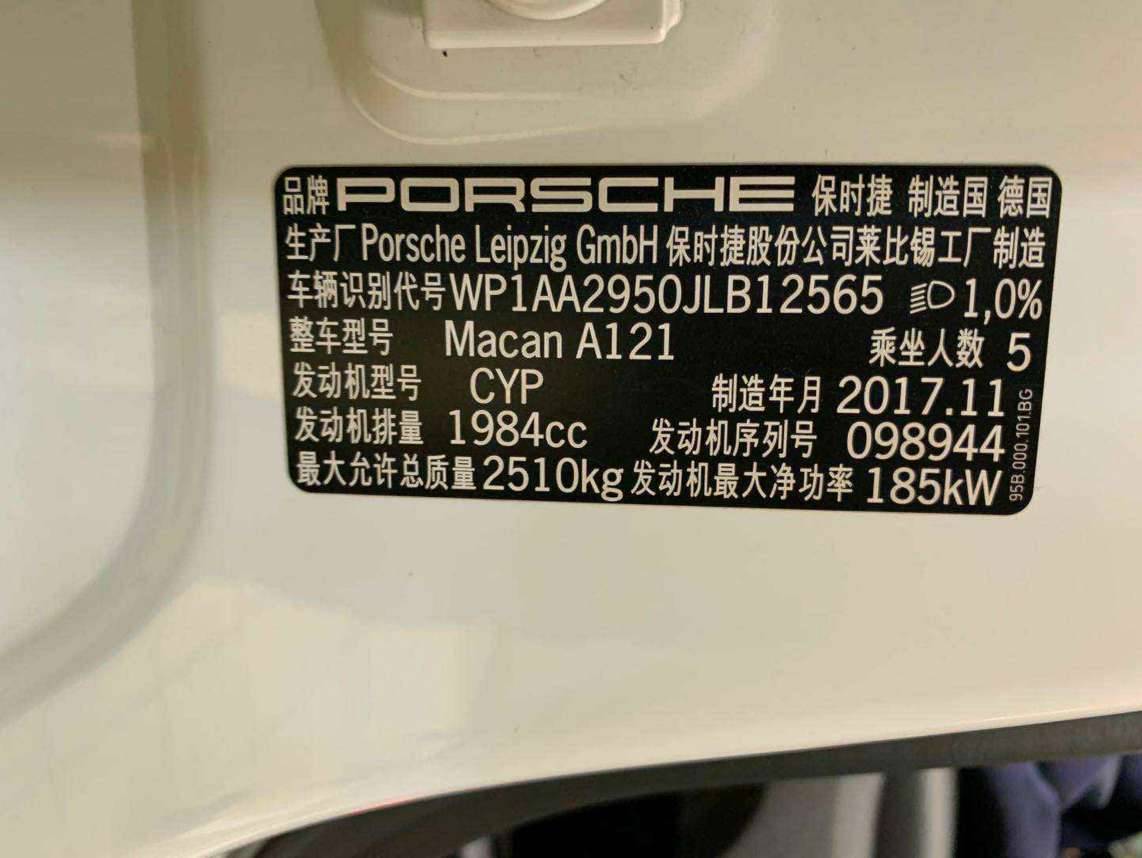 品牌 PORSCHE 保时捷 制造国 德国
生产厂 Porsche Leipzig GmbH 保时捷股份公司莱比锡工厂制造
车辆识别代号 WP1AA2950JLB12565 1,0%
整车型号 Macan A121 乘坐人数 5
发动机型号 CYP 制造年月 2017.11
发动机排量 1984cc 发动机序列号 098944
最大允许总质量 2510kg 发动机最大净功率 185kW
95B.000.101.BG